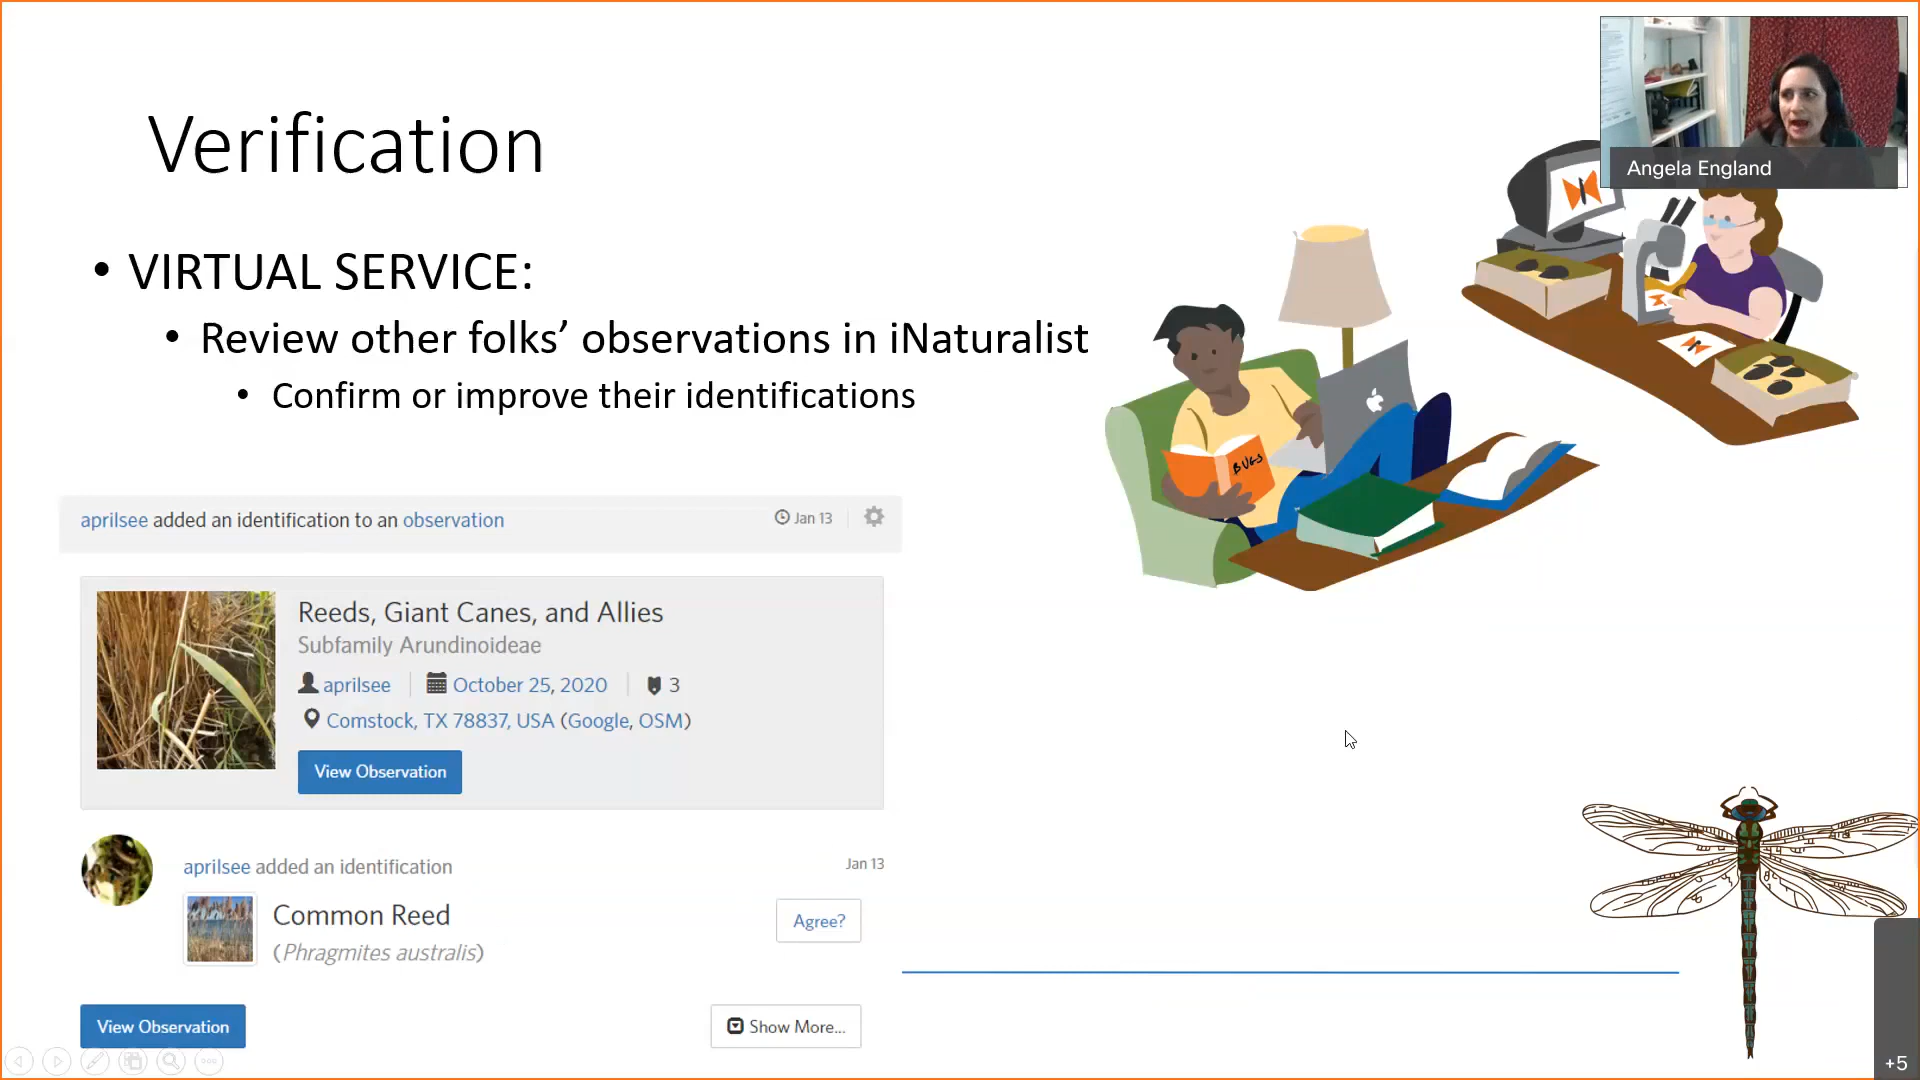 Angela England
Verification
• VIRTUAL SERVICE:
• Review other folks’ observations in iNaturalist
• Confirm or improve their identifications
BUGS
aprilsee added an identification to an observation
Jan 13
Reeds, Giant Canes, and Allies
Subfamily Arundinoideae
aprilsee | October 25, 2020 | 3
Comstock, TX 78837, USA (Google, OSM)
View Observation
aprilsee added an identification
Jan 13
Common Reed
(Phragmites australis)
Agree?
View Observation
Show More...
+5